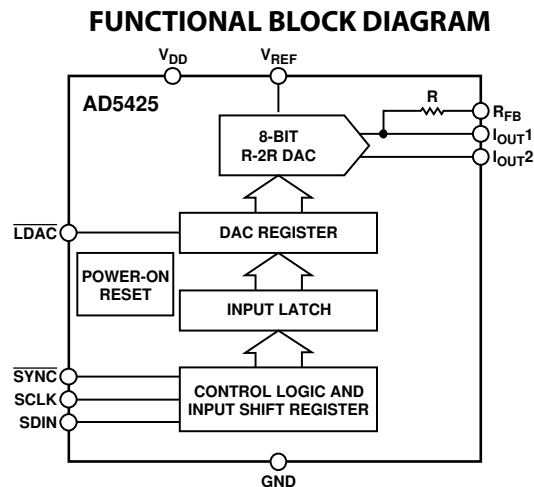 FUNCTIONAL BLOCK DIAGRAM
VDD
VREF
AD5425
R
RFB
8-BIT
R-2R DAC
IOUT1
IOUT2
LDAC
DAC REGISTER
POWER-ON
RESET
INPUT LATCH
SYNC
SCLK
SDIN
CONTROL LOGIC AND
INPUT SHIFT REGISTER
GND